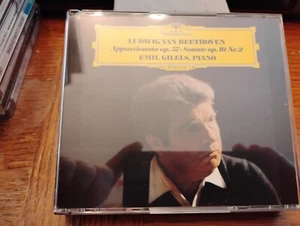 LUDWIG VAN BEETHOVEN
Appassionata op. 57 · Sonate op. 10 Nr. 2
EMIL GILELS, PIANO